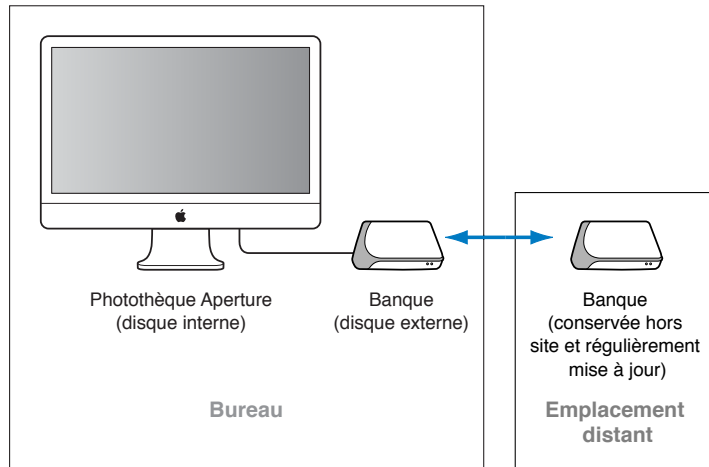 Photothèque Aperture
(disque interne)
Banque
(disque externe)
Bureau
Banque
(conservée hors
site et régulièrement
mise à jour)
Emplacement
distant